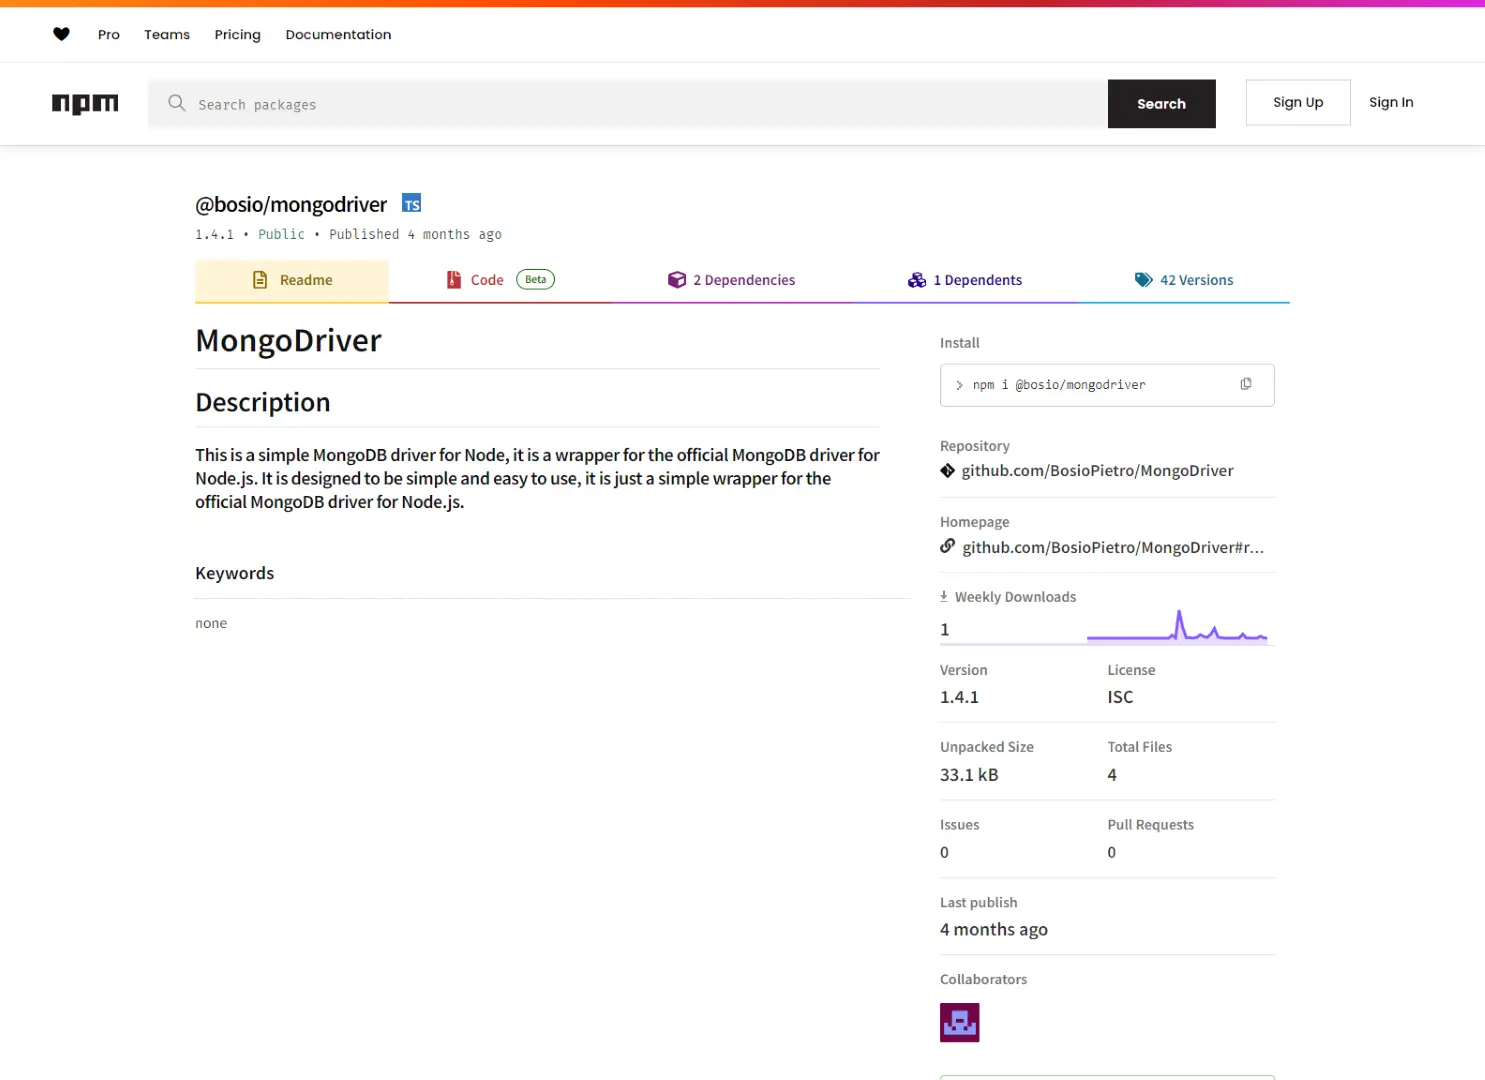 Pro Teams Pricing Documentation
npm Search packages Search Sign Up Sign In
@bosio/mongodriver TS
1.4.1 • Public • Published 4 months ago
Readme Code Beta 2 Dependencies 1 Dependents 42 Versions
MongoDriver
Description
This is a simple MongoDB driver for Node, it is a wrapper for the official MongoDB driver for
Node.js. It is designed to be simple and easy to use, it is just a simple wrapper for the
official MongoDB driver for Node.js.
Keywords
none
Install
> npm i @bosio/mongodriver
Repository
github.com/BosioPietro/MongoDriver
Homepage
github.com/BosioPietro/MongoDriver#r...
Weekly Downloads
1
Version License
1.4.1 ISC
Unpacked Size Total Files
33.1 kB 4
Issues Pull Requests
0 0
Last publish
4 months ago
Collaborators